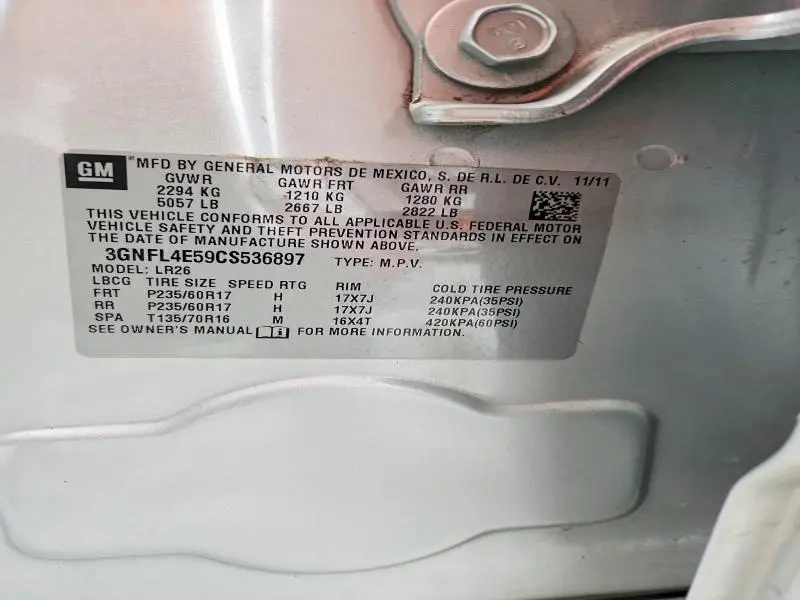 GM *MFD BY GENERAL MOTORS DE MEXICO, S. DE R.L. DE C.V. 11/11
GVWR GAWR FRT GAWR RR
2294 KG 1210 KG 1280 KG
5057 LB 2667 LB 2822 LB
THIS VEHICLE CONFORMS TO ALL APPLICABLE U.S. FEDERAL MOTOR
VEHICLE SAFETY AND THEFT PREVENTION STANDARDS IN EFFECT ON
THE DATE OF MANUFACTURE SHOWN ABOVE.
3GNFL4E59CS536897 TYPE: M.P.V.
MODEL: LR26
LBCG TIRE SIZE SPEED RTG RIM COLD TIRE PRESSURE
FRT P235/60R17 H 17X7J 240KPA(35PSI)
RR P235/60R17 H 17X7J 240KPA(35PSI)
SPA T135/70R16 M 16X4T 420KPA(60PSI)
SEE OWNER'S MANUAL FOR MORE INFORMATION.